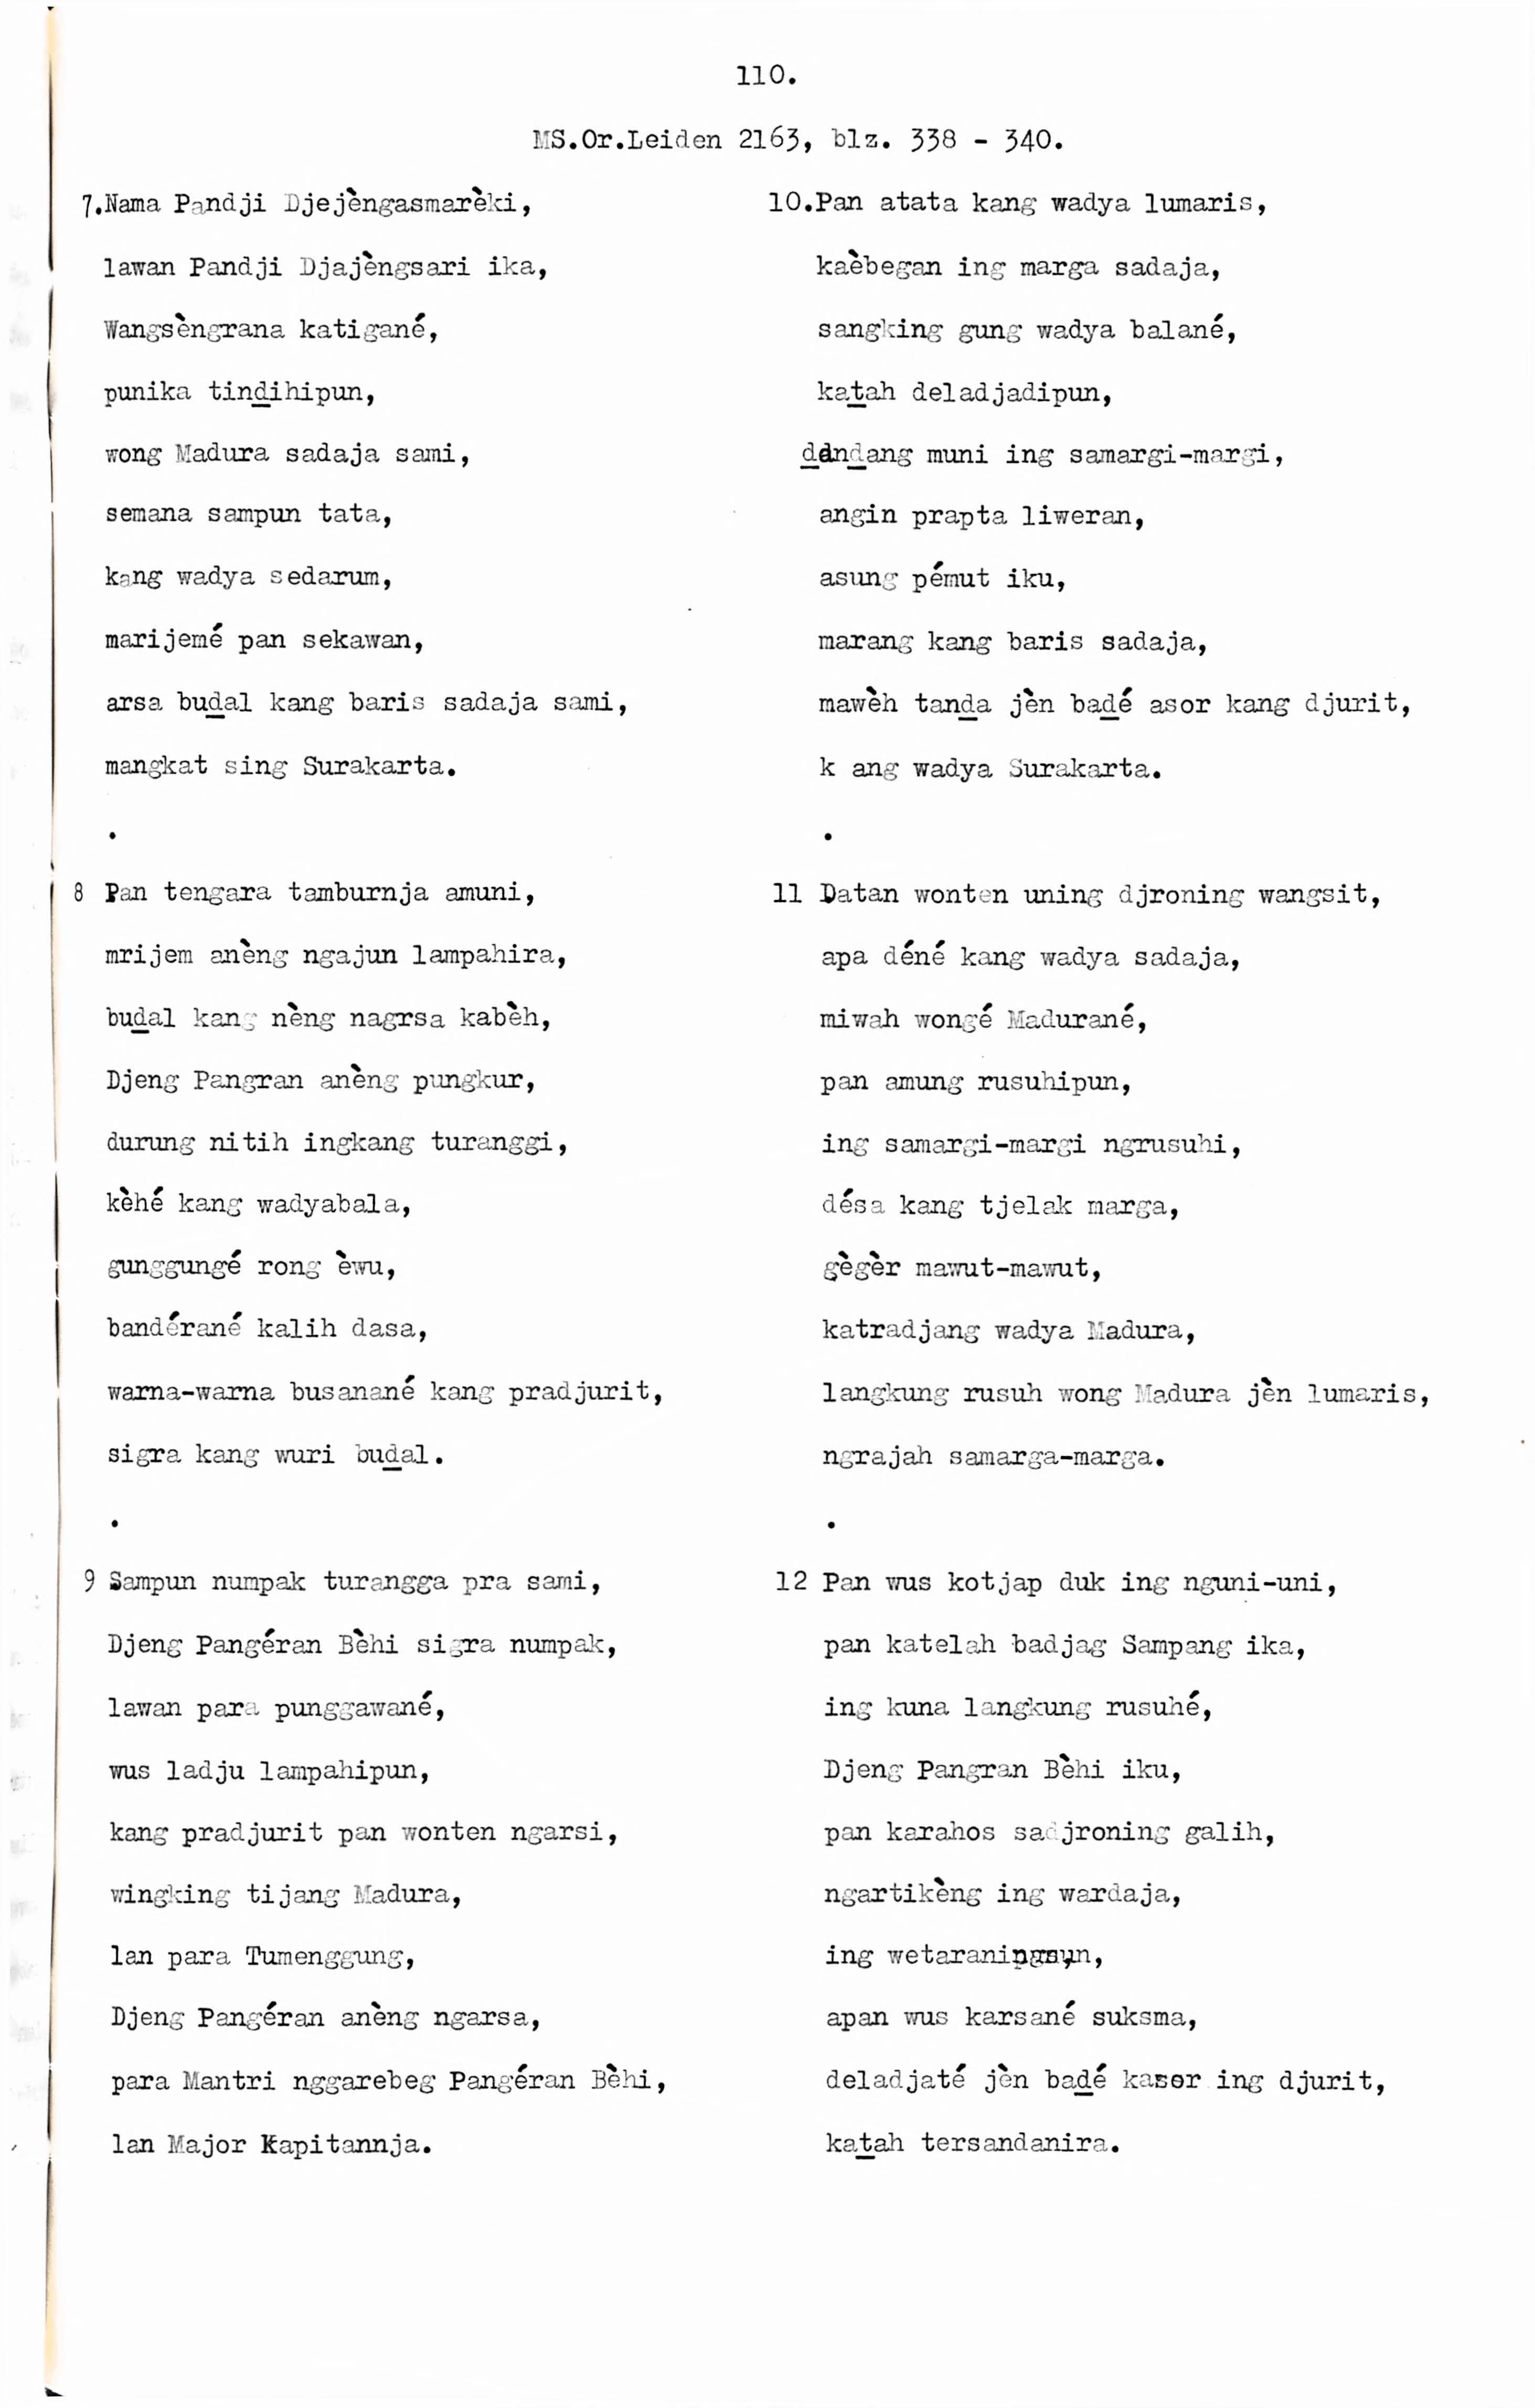 110.
MS.Or.Leiden 2163, blz. 338 - 340.
7.Nama Pandji Djejèngasmarèki,
lawan Pandji Djajèngsari ika,
Wangsèngrana katigané,
punika tinḏihipun,
wong Madura sadaja sami,
semana sampun tata,
kang wadya sedarum,
marijemé pan sekawan,
arsa buḏal kang baris sadaja sami,
mangkat sing Surakarta.
.
8 Pan tengara tamburnja amuni,
mrijem anèng ngajun lampahira,
buḏal kang nèng nagrsa kabèh,
Djeng Pangran anèng pungkur,
durung nitih ingkang turanggi,
kèhé kang wadyabala,
gunggungé rong èwu,
bandérané kalih dasa,
warna-warna busanané kang pradjurit,
sigra kang wuri buḏal.
.
9 Sampun numpak turangga pra sami,
Djeng Pangéran Bèhi sigra numpak,
lawan para punggawané,
wus ladju lampahipun,
kang pradjurit pan wonten ngarsi,
wingking tijang Madura,
lan para Tumenggung,
Djeng Pangéran anèng ngarsa,
para Mantri nggarebeg Pangéran Bèhi,
lan Major Kapitannja.
10.Pan atata kang wadya lumaris,
kaèbegan ing marga sadaja,
sangking gung wadya balané,
kaṯah deladjadipun,
ḏanḏang muni ing samargi-margi,
angin prapta liweran,
asung pémut iku,
marang kang baris sadaja,
mawèh tanḏa jèn baḏé asor kang djurit,
k ang wadya Surakarta.
.
11 Datan wonten uning djroning wangsit,
apa déné kang wadya sadaja,
miwah wongé Madurané,
pan amung rusuhipun,
ing samargi-margi ngrusuhi,
désa kang tjelak marga,
gègèr mawut-mawut,
katradjang wadya Madura,
langkung rusuh wong Madura jèn lumaris,
ngrajah samarga-marga.
.
12 Pan wus kotjap duk ing nguni-uni,
pan katelah badjag Sampang ika,
ing kuna langkung rusuhé,
Djeng Pangran Bèhi iku,
pan karahos sadjroning galih,
ngartikèng ing wardaja,
ing wetaraningsun,
apan wus karsané suksma,
deladjaté jèn baḏé kasor ing djurit,
kaṯah tersandanira.